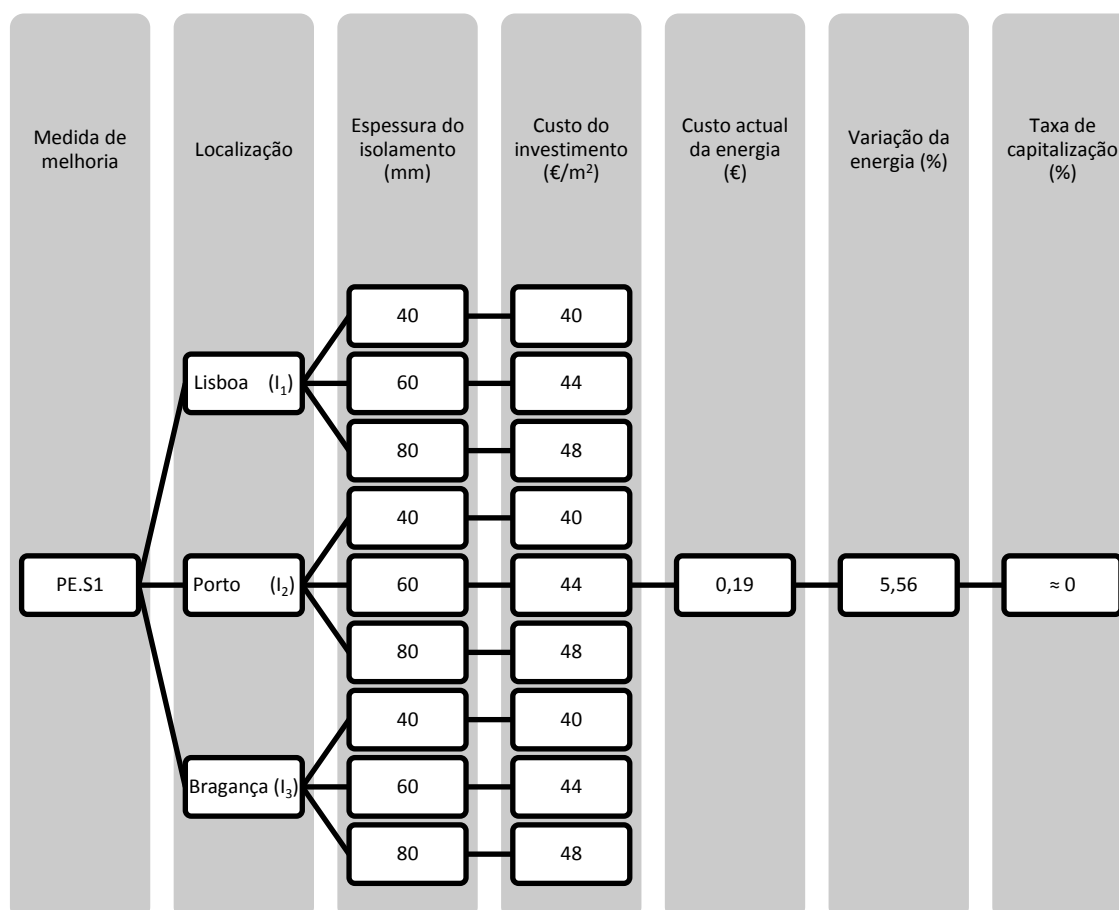 Medida de
melhoria
Localização
Espessura do
isolamento
(mm)
Custo do
investimento
(€/m²)
Custo actual
da energia
(€)
Variação da
energia (%)
Taxa de
capitalização
(%)
PE.S1
Lisboa (I₁)
40 40
60 44
80 48
Porto (I₂)
40 40
60 44 0,19 5,56 ≈ 0
80 48
Bragança (I₃)
40 40
60 44
80 48